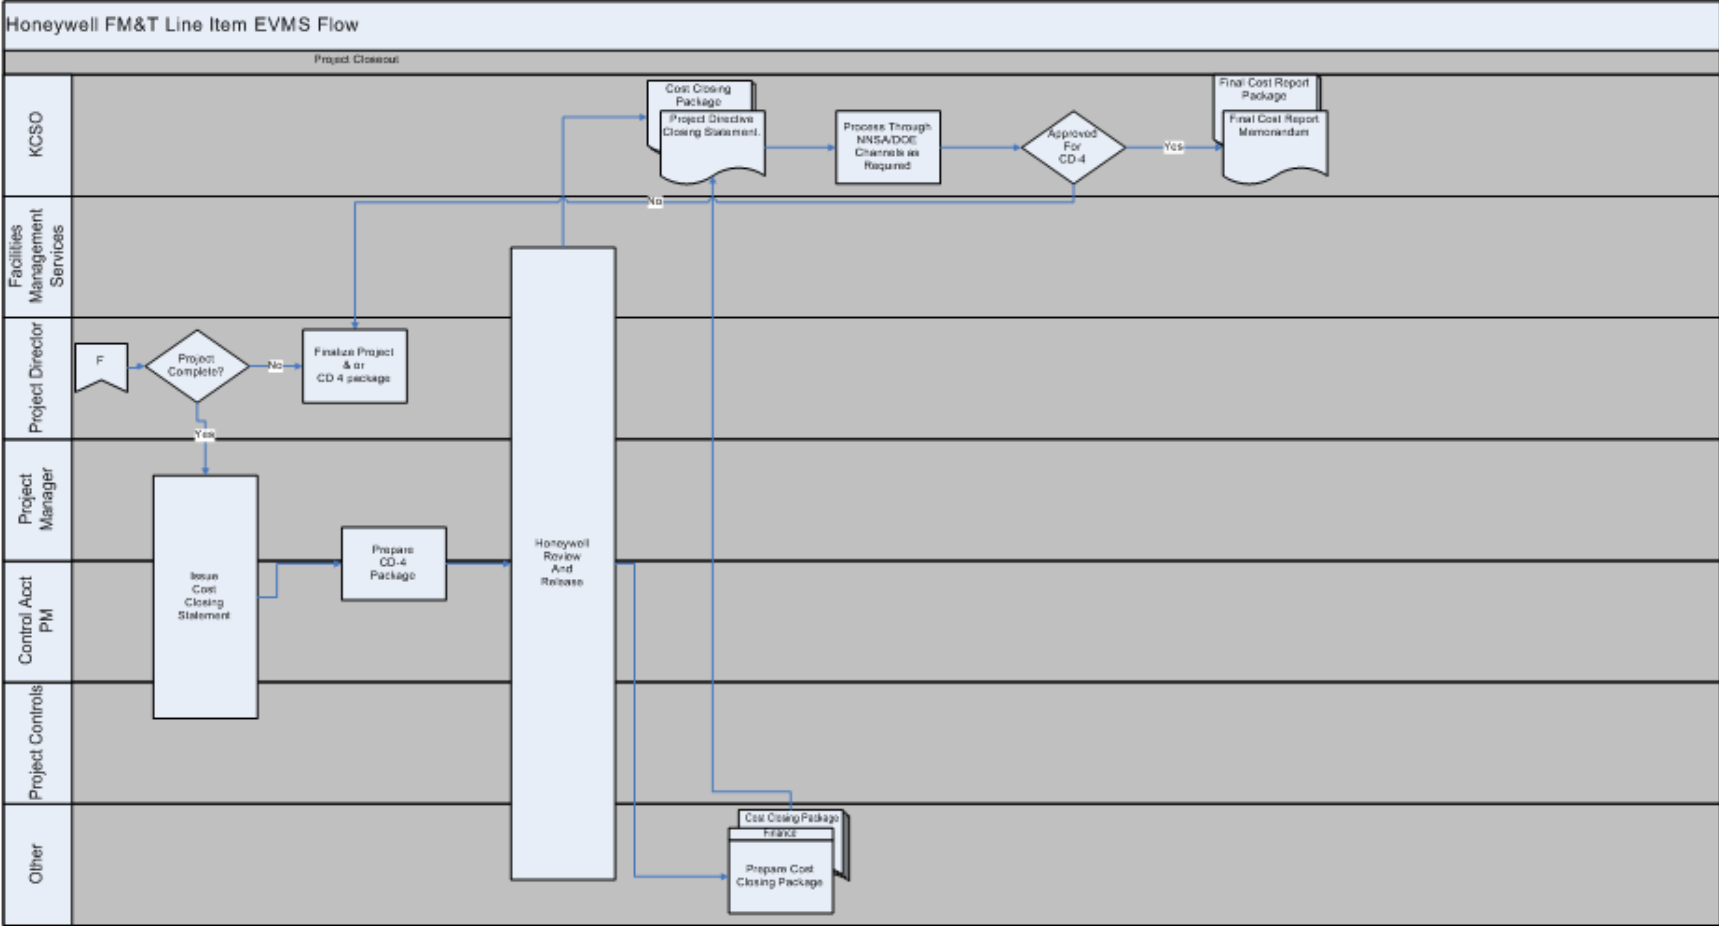 Honeywell FM&T Line Item EVMS Flow
Project Closeout
KCSO
Cost Closing
Package
Project Directive
Closing Statement.
Process Through
NNSA/DOE
Channels as
Required
Approved
For
CD-4
Yes
Final Cost Report
Package
Final Cost Report
Memorandum
No
Facilities
Management
Services
Project Director
F
Project
Complete?
No
Finalize Project
& or
CD 4 package
Yes
Project
Manager
Prepare
CD-4
Package
Honeywell
Review
And
Release
Control Acct
PM
Issue
Cost
Closing
Statement
Project Controls
Other
Cost Closing Package
Finance
Prepare Cost
Closing Package